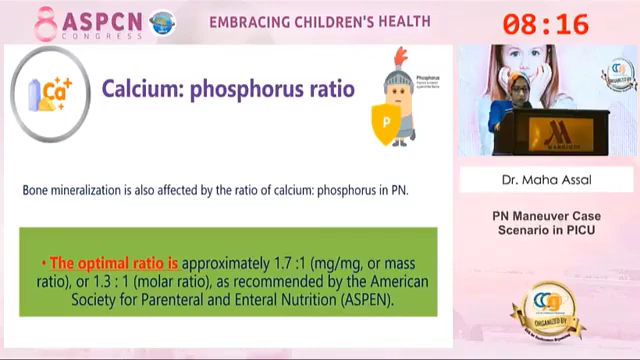 8 ASPCN
CONGRESS
EMBRACING CHILDREN'S HEALTH
08:16
Ca++
Calcium: phosphorus ratio
Phosphorus
P
Bone mineralization is also affected by the ratio of calcium: phosphorus in PN.
• The optimal ratio is approximately 1.7 :1 (mg/mg, or mass
ratio), or 1.3 : 1 (molar ratio), as recommended by the American
Society for Parenteral and Enteral Nutrition (ASPEN).
Dr. Maha Assal
PN Maneuver Case
Scenario in PICU
ORGANIZED BY